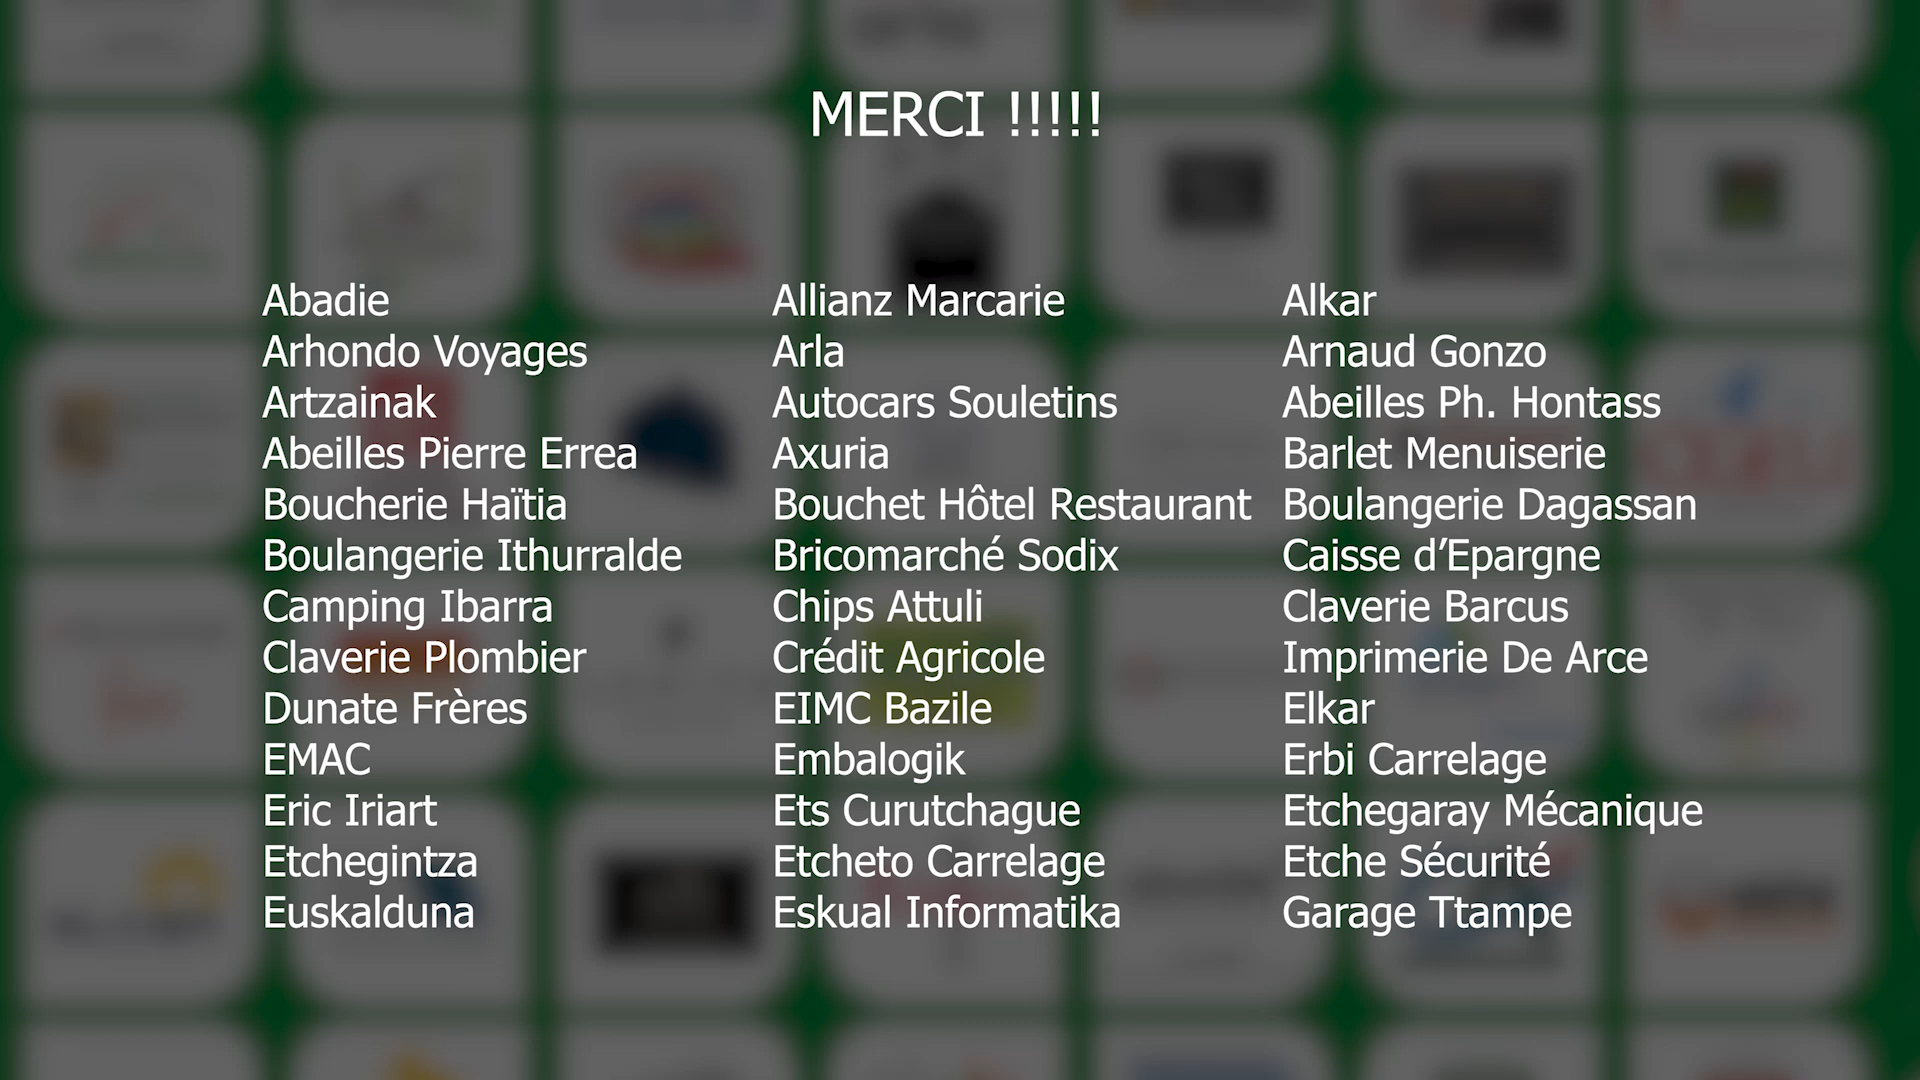 MERCI !!!!!
Abadie
Allianz Marcarie
Alkar
Arhondo Voyages
Arla
Arnaud Gonzo
Artzainak
Autocars Souletins
Abeilles Ph. Hontass
Abeilles Pierre Errea
Axuria
Barlet Menuiserie
Boucherie Haïtia
Bouchet Hôtel Restaurant
Boulangerie Dagassan
Boulangerie Ithurralde
Bricomarché Sodix
Caisse d’Epargne
Camping Ibarra
Chips Attuli
Claverie Barcus
Claverie Plombier
Crédit Agricole
Imprimerie De Arce
Dunate Frères
EIMC Bazile
Elkar
EMAC
Embalogik
Erbi Carrelage
Eric Iriart
Ets Curutchague
Etchegaray Mécanique
Etchegintza
Etcheto Carrelage
Etche Sécurité
Euskalduna
Eskual Informatika
Garage Ttampe